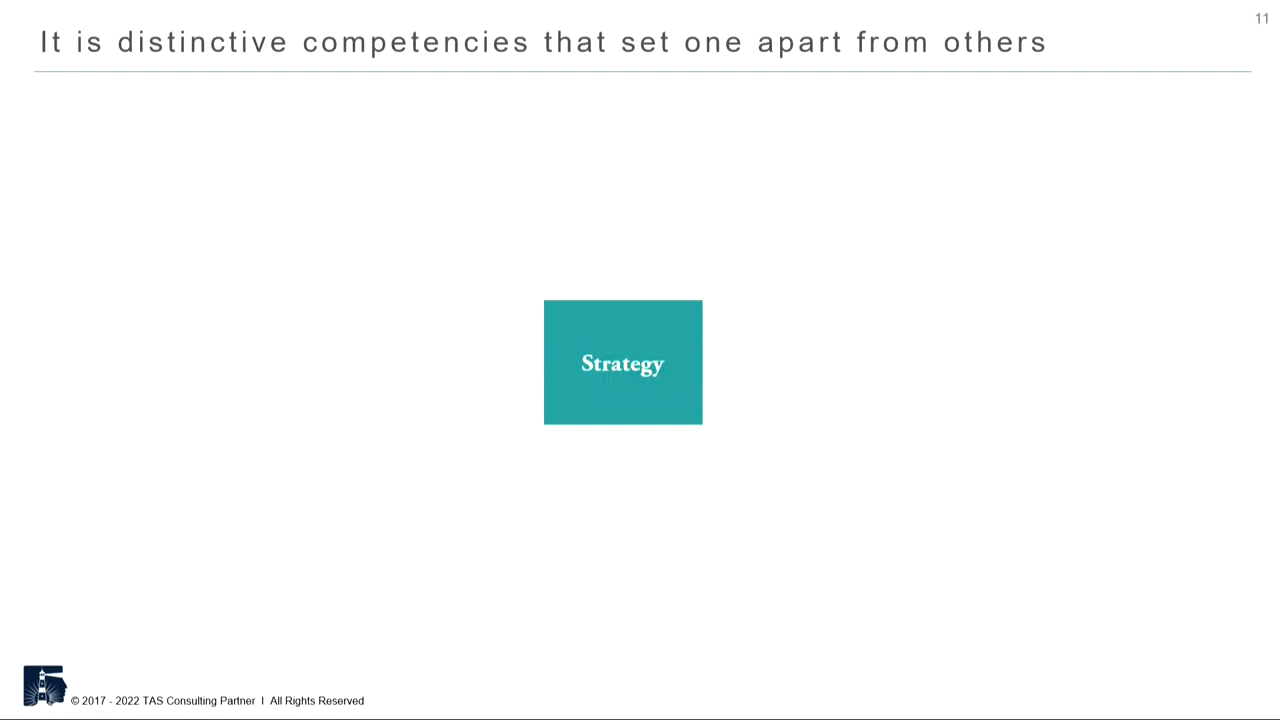 11
It is distinctive competencies that set one apart from others
Strategy
© 2017 - 2022 TAS Consulting Partner I All Rights Reserved